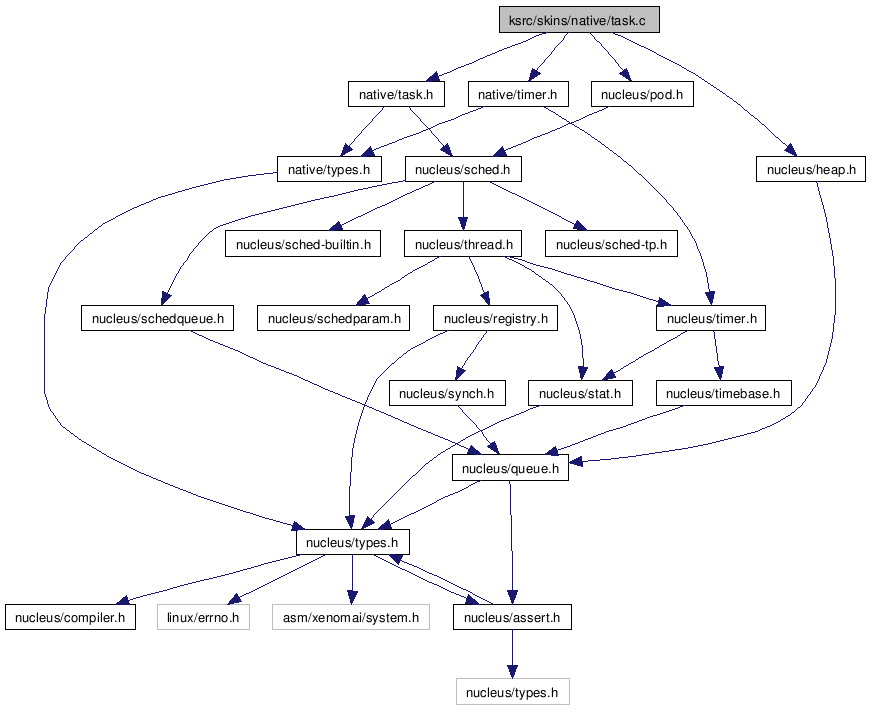 ksrc/skins/native/task.c
native/task.h
native/timer.h
nucleus/pod.h
native/types.h
nucleus/sched.h
nucleus/heap.h
nucleus/sched-builtin.h
nucleus/thread.h
nucleus/sched-tp.h
nucleus/schedqueue.h
nucleus/schedparam.h
nucleus/registry.h
nucleus/timer.h
nucleus/synch.h
nucleus/stat.h
nucleus/timebase.h
nucleus/queue.h
nucleus/types.h
nucleus/compiler.h
linux/errno.h
asm/xenomai/system.h
nucleus/assert.h
nucleus/types.h